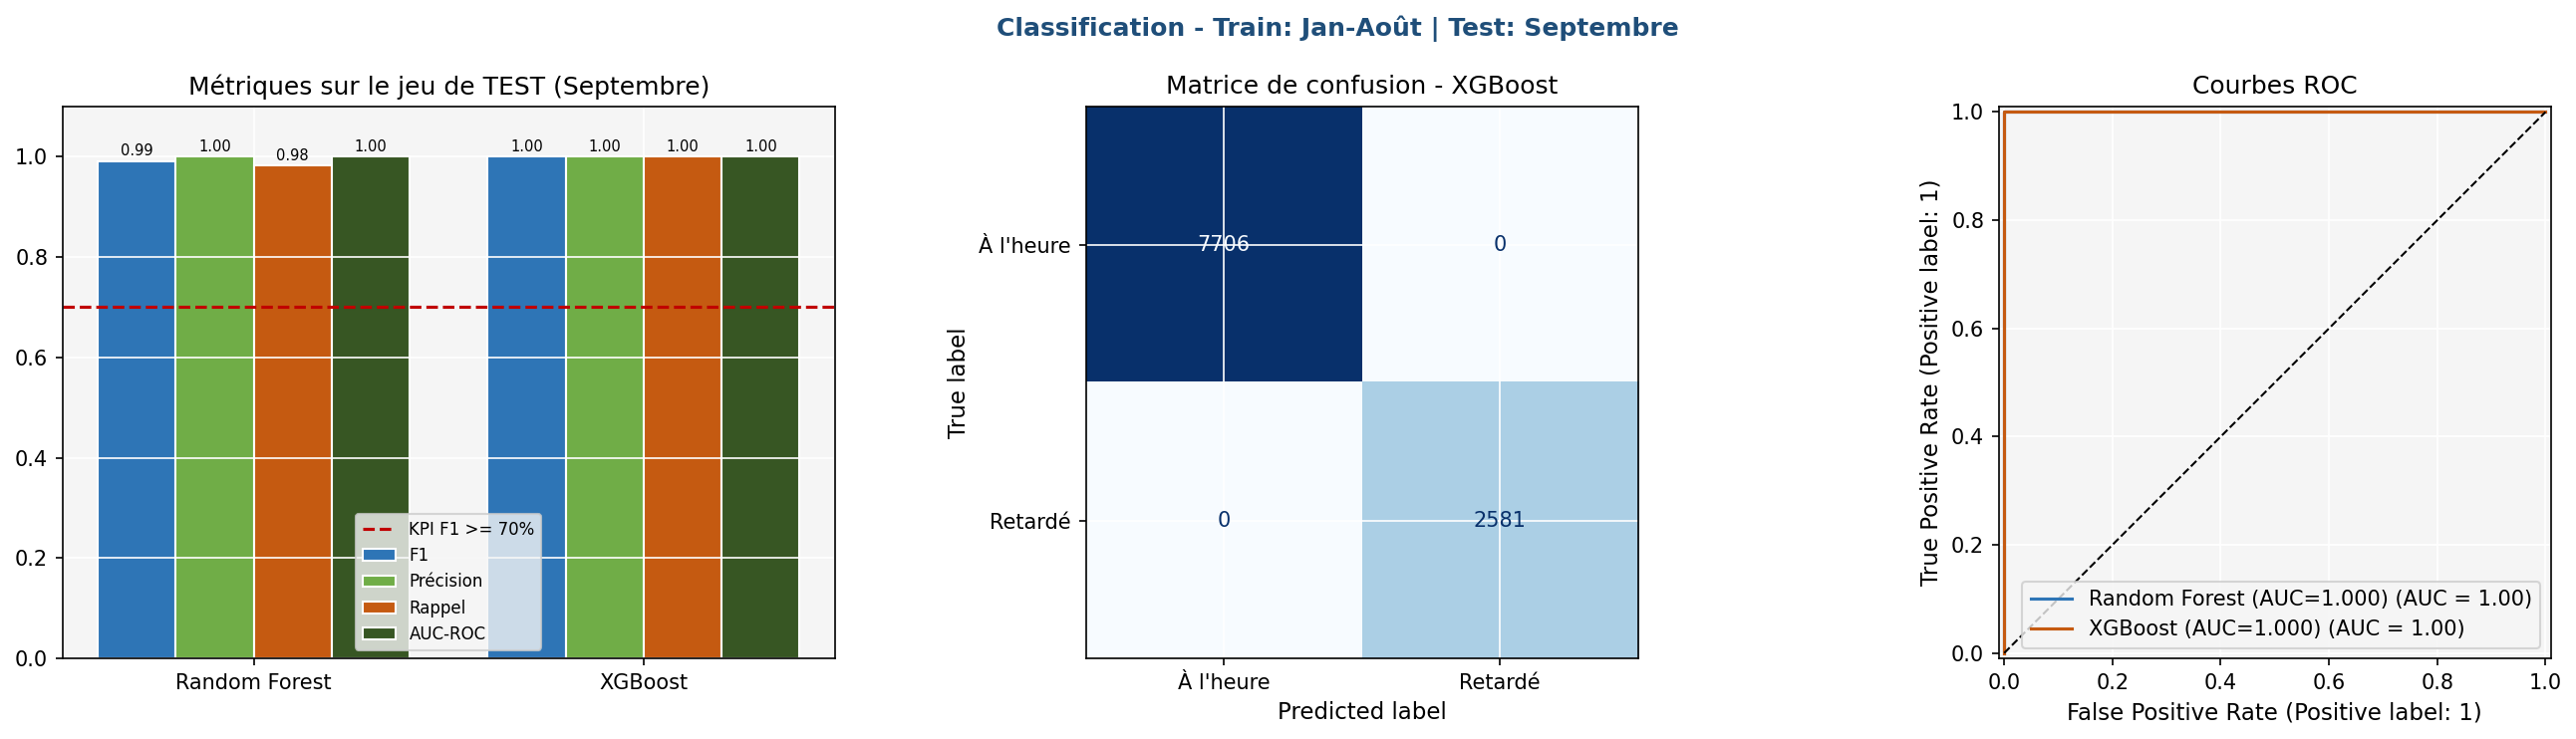 Classification - Train: Jan-Août | Test: Septembre
Métriques sur le jeu de TEST (Septembre)
0.99
1.00
0.98
1.00
1.00
1.00
1.00
1.00
1.0
0.8
0.6
0.4
0.2
0.0
KPI F1 >= 70%
F1
Précision
Rappel
AUC-ROC
Random Forest
XGBoost
Matrice de confusion - XGBoost
True label
À l'heure
Retardé
7706
0
0
2581
À l'heure
Retardé
Predicted label
Courbes ROC
True Positive Rate (Positive label: 1)
1.0
0.8
0.6
0.4
0.2
0.0
Random Forest (AUC=1.000) (AUC = 1.00)
XGBoost (AUC=1.000) (AUC = 1.00)
0.0
0.2
0.4
0.6
0.8
1.0
False Positive Rate (Positive label: 1)